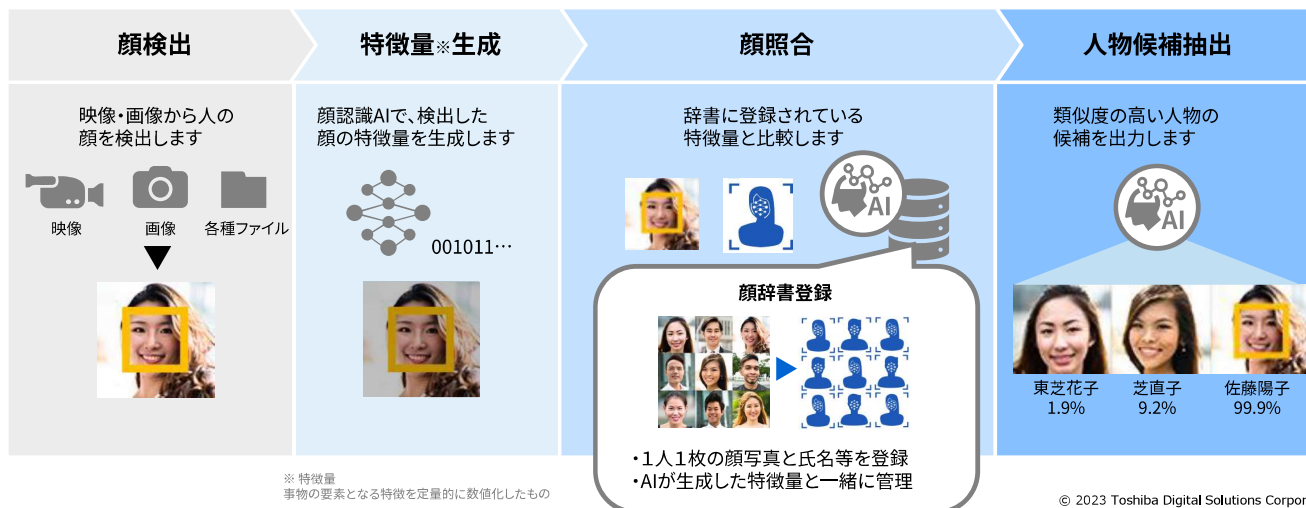 顔検出
特徴量※生成
顔照合
人物候補抽出
映像・画像から人の
顔を検出します
映像
画像
各種ファイル
顔認識AIで、検出した
顔の特徴量を生成します
001011…
辞書に登録されている
特徴量と比較します
AI
顔辞書登録
・1人1枚の顔写真と氏名等を登録
・AIが生成した特徴量と一緒に管理
類似度の高い人物の
候補を出力します
AI
東芝花子
1.9%
芝直子
9.2%
佐藤陽子
99.9%
※ 特徴量
事物の要素となる特徴を定量的に数値化したもの
© 2023 Toshiba Digital Solutions Corpor